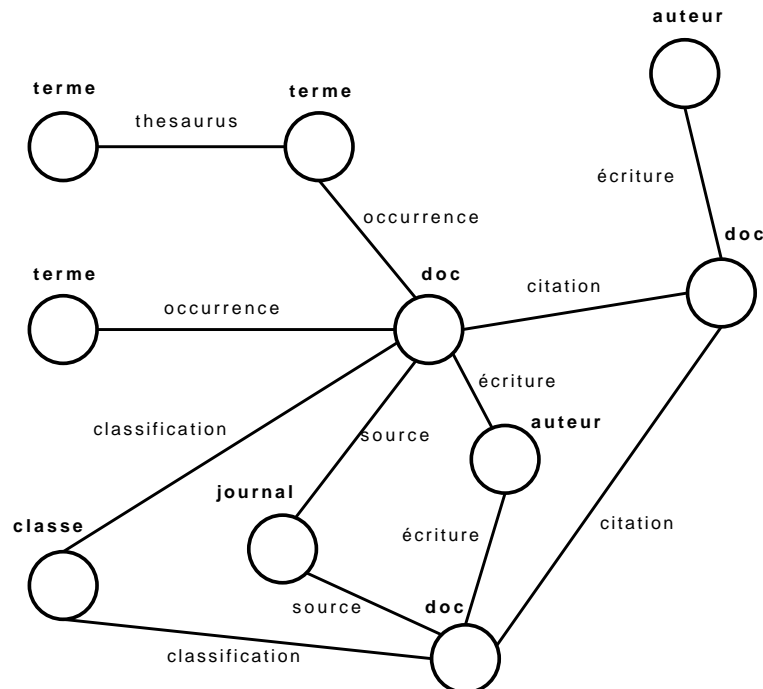 auteur
terme
terme
thesaurus
écriture
occurrence
doc
terme
doc
citation
occurrence
écriture
auteur
classification
source
journal
classe
citation
écriture
source
doc
classification